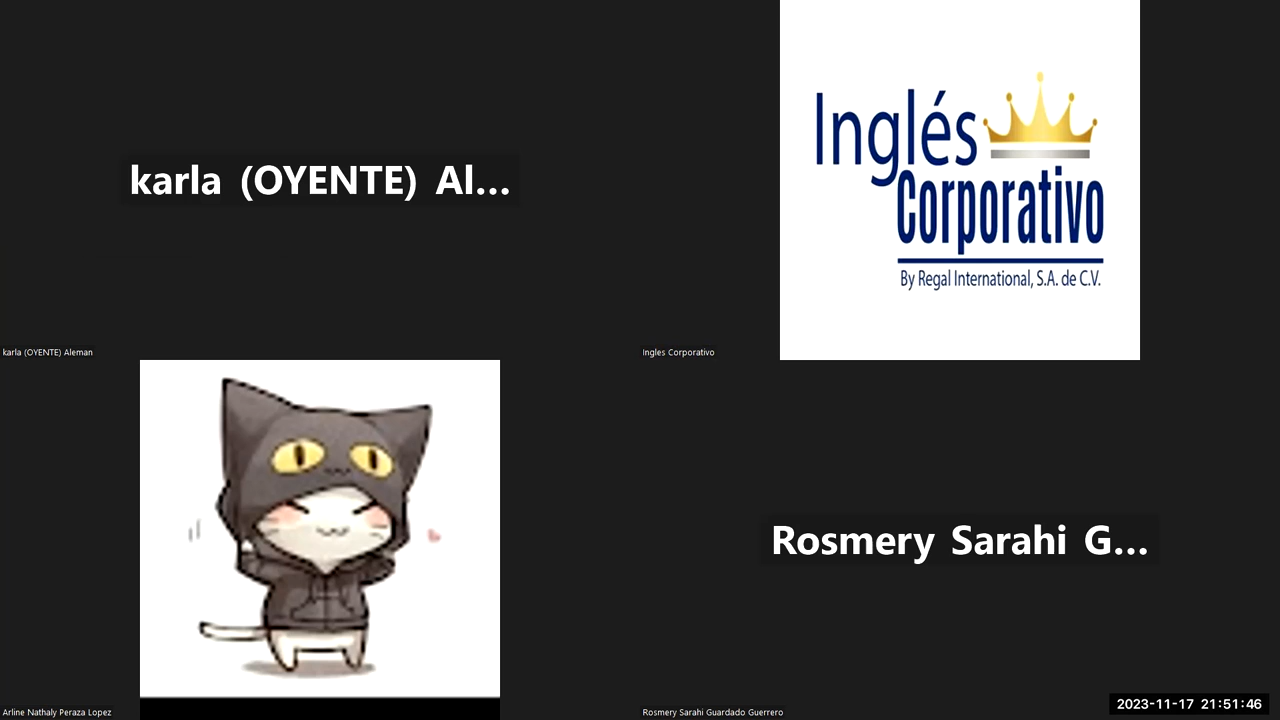 karla (OYENTE) Al...
Inglés
Corporativo
By Regal International, S.A. de C.V.
karla (OYENTE) Aleman
Ingles Corporativo
Rosmery Sarahi G...
Arline Nathaly Peraza Lopez
Rosmery Sarahi Guardado Guerrero
2023-11-17 21:51:46